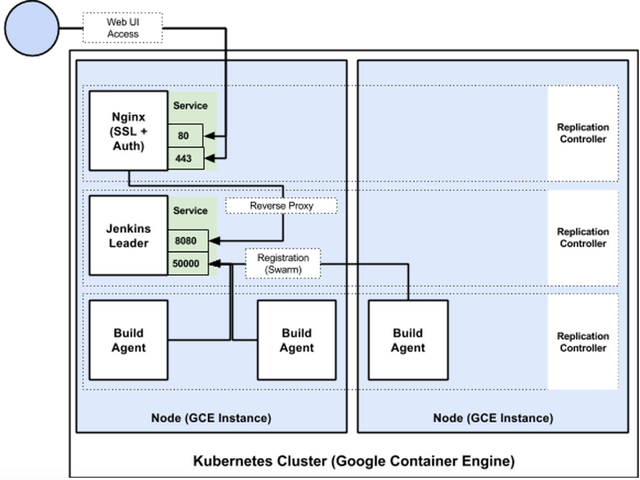 Web UI
Access
Nginx
(SSL +
Auth)
Service
80
443
Replication
Controller
Reverse Proxy
Jenkins
Leader
Service
8080
50000
Replication
Controller
Registration
(Swarm)
Build
Agent
Build
Agent
Build
Agent
Replication
Controller
Node (GCE Instance)
Node (GCE Instance)
Kubernetes Cluster (Google Container Engine)